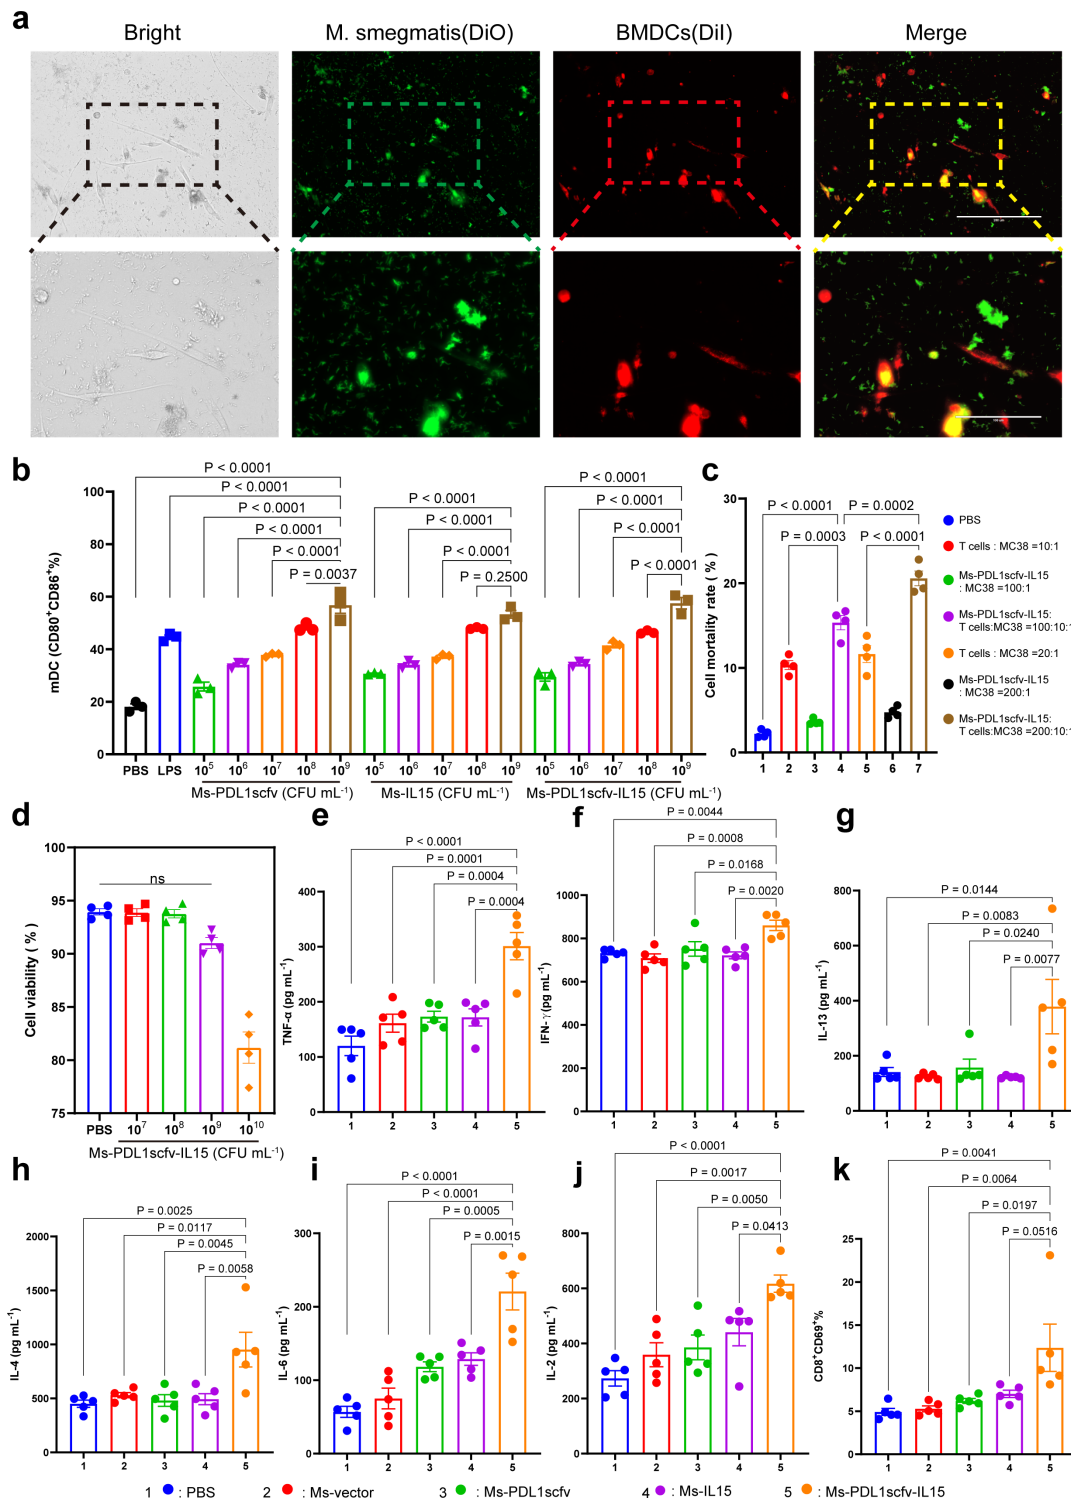 a
Bright
M. smegmatis(DiO)
BMDCs(DiI)
Merge
b
P < 0.0001
P < 0.0001
P < 0.0001
P < 0.0001
P < 0.0001
P = 0.0037
P < 0.0001
P < 0.0001
P < 0.0001
P = 0.2500
P < 0.0001
P < 0.0001
P < 0.0001
P < 0.0001
mDC (CD80⁺CD86⁺%)
100
80
60
40
20
0
PBS LPS 10⁵ 10⁶ 10⁷ 10⁸ 10⁹ 10⁵ 10⁶ 10⁷ 10⁸ 10⁹ 10⁵ 10⁶ 10⁷ 10⁸ 10⁹
Ms-PDL1scfv (CFU mL⁻¹) Ms-IL15 (CFU mL⁻¹) Ms-PDL1scfv-IL15 (CFU mL⁻¹)
c
P < 0.0001
P = 0.0002
P = 0.0003
P < 0.0001
Cell mortality rate ( % )
30
20
10
0
1 2 3 4 5 6 7
PBS
T cells : MC38 =10:1
Ms-PDL1scfv-IL15
: MC38 =100:1
Ms-PDL1scfv-IL15:
T cells:MC38 =100:10:1
T cells : MC38 =20:1
Ms-PDL1scfv-IL15
: MC38 =200:1
Ms-PDL1scfv-IL15:
T cells:MC38 =200:10:1
d
ns
Cell viability ( % )
100
95
90
85
80
75
PBS 10⁷ 10⁸ 10⁹ 10¹⁰
Ms-PDL1scfv-IL15 (CFU mL⁻¹)
e
P < 0.0001
P = 0.0001
P = 0.0004
P = 0.0004
TNF-α (pg mL⁻¹)
400
300
200
100
0
1 2 3 4 5
f
P = 0.0044
P = 0.0008
P = 0.0168
P = 0.0020
IFN-γ (pg mL⁻¹)
1000
800
600
400
200
0
1 2 3 4 5
g
P = 0.0144
P = 0.0083
P = 0.0240
P = 0.0077
IL-13 (pg mL⁻¹)
800
600
400
200
0
1 2 3 4 5
h
P = 0.0025
P = 0.0117
P = 0.0045
P = 0.0058
IL-4 (pg mL⁻¹)
2000
1500
1000
500
0
1 2 3 4 5
i
P < 0.0001
P < 0.0001
P = 0.0005
P = 0.0015
IL-6 (pg mL⁻¹)
300
200
100
0
1 2 3 4 5
j
P < 0.0001
P = 0.0017
P = 0.0050
P = 0.0413
IL-2 (pg mL⁻¹)
800
600
400
200
0
1 2 3 4 5
k
P = 0.0041
P = 0.0064
P = 0.0197
P = 0.0516
CD8⁺CD69⁺%
25
20
15
10
5
0
1 2 3 4 5
1 : PBS 2 : Ms-vector 3 : Ms-PDL1scfv 4 : Ms-IL15 5 : Ms-PDL1scfv-IL15